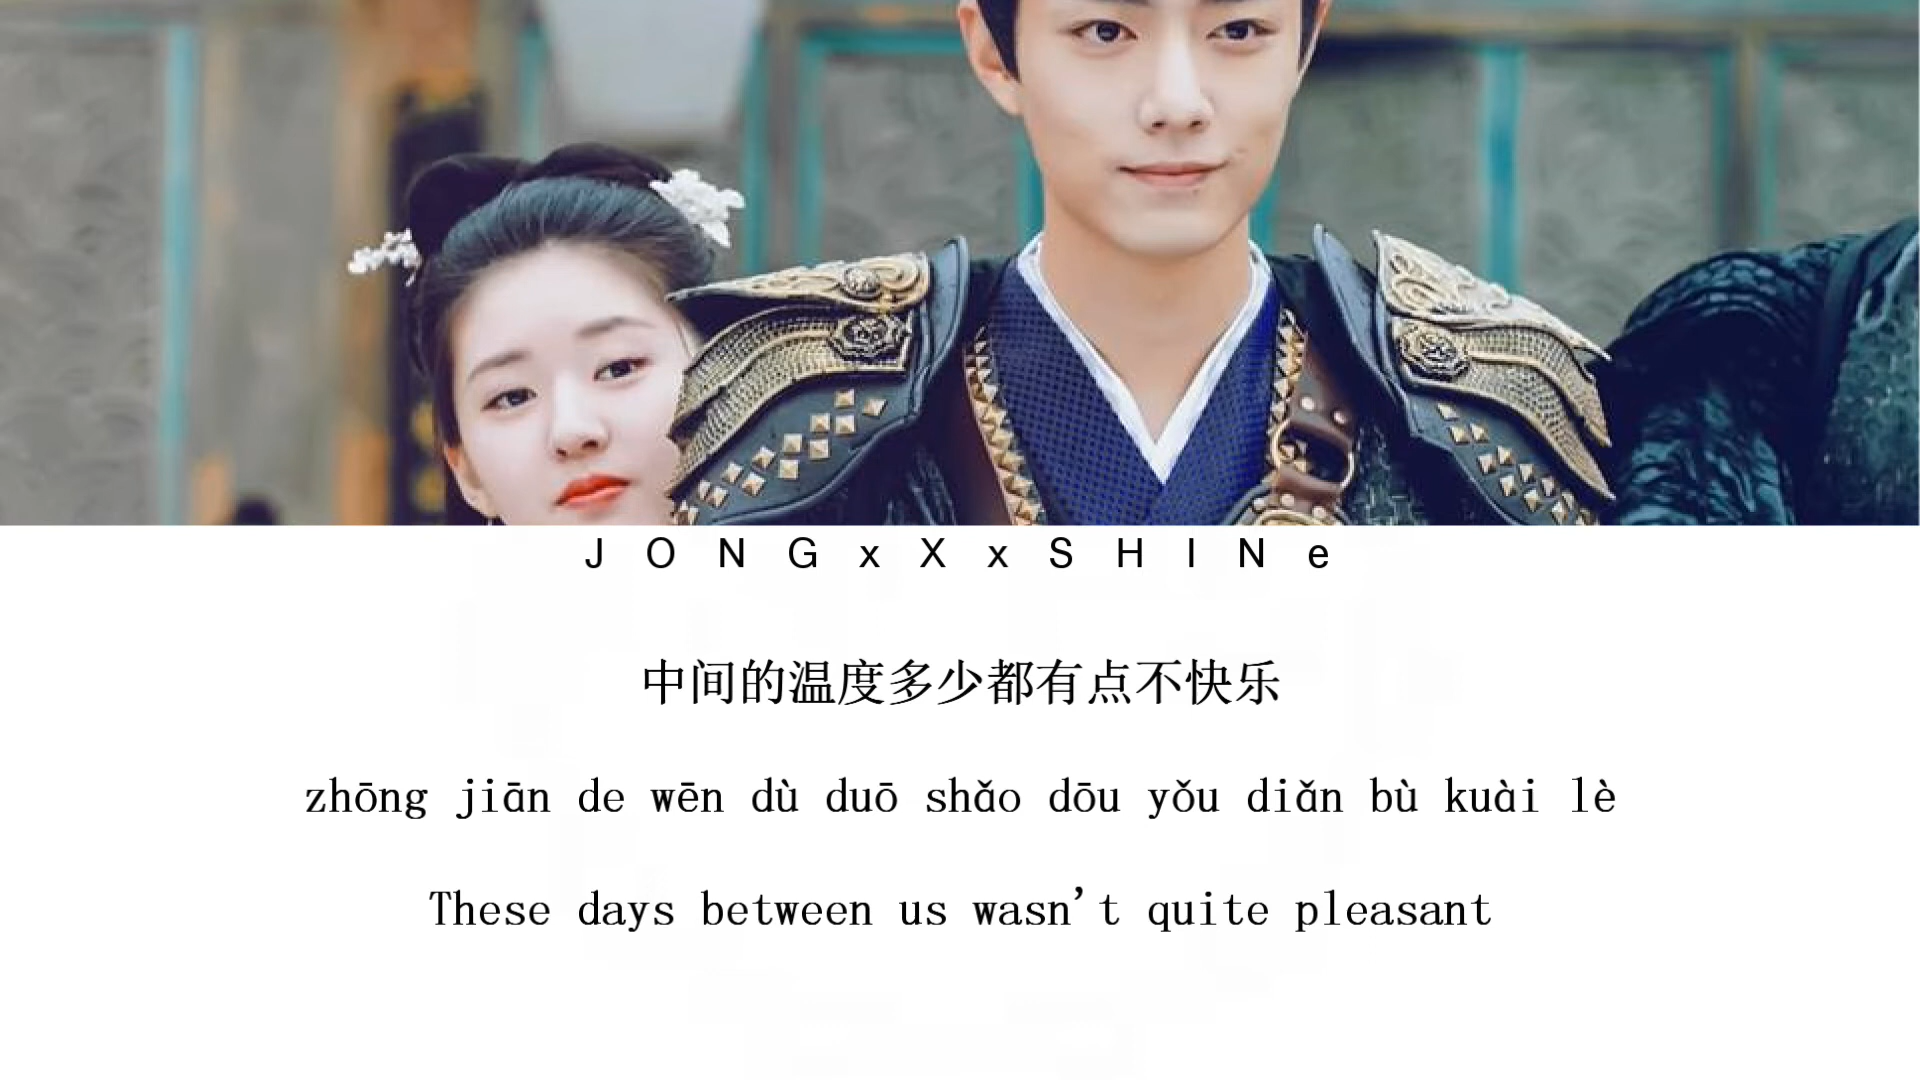 J O N G x X x S H I N e
中间的温度多少都有点不快乐
zhōng jiān de wēn dù duō shǎo dōu yǒu diǎn bù kuài lè
These days between us wasn't quite pleasant